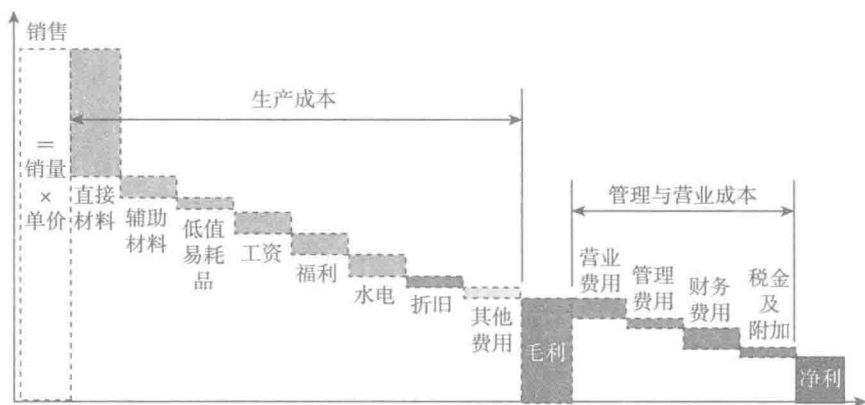 销售
=
销量
×
单价
生产成本
直接
材料
辅助
材料
低值
易耗
品
工资
福利
水电
折旧
其他
费用
毛利
管理与营业成本
营业
费用
管理
费用
财务
费用
税金
及
附加
净利